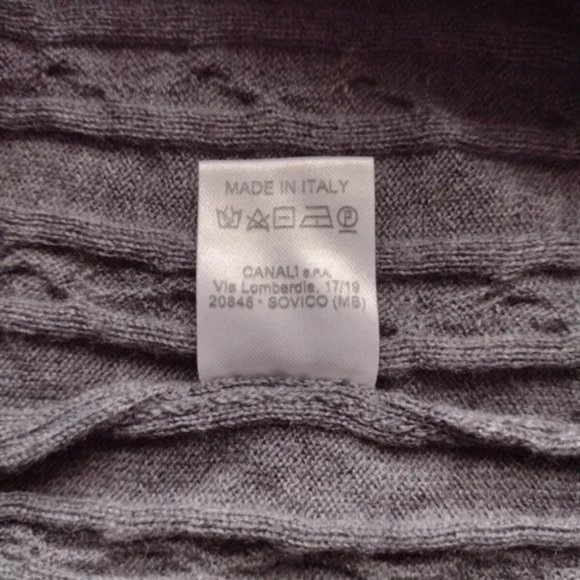 MADE IN ITALY
CANALI S.P.A.
Via Lombardia, 17/19
20845 - SOVICO (MB)